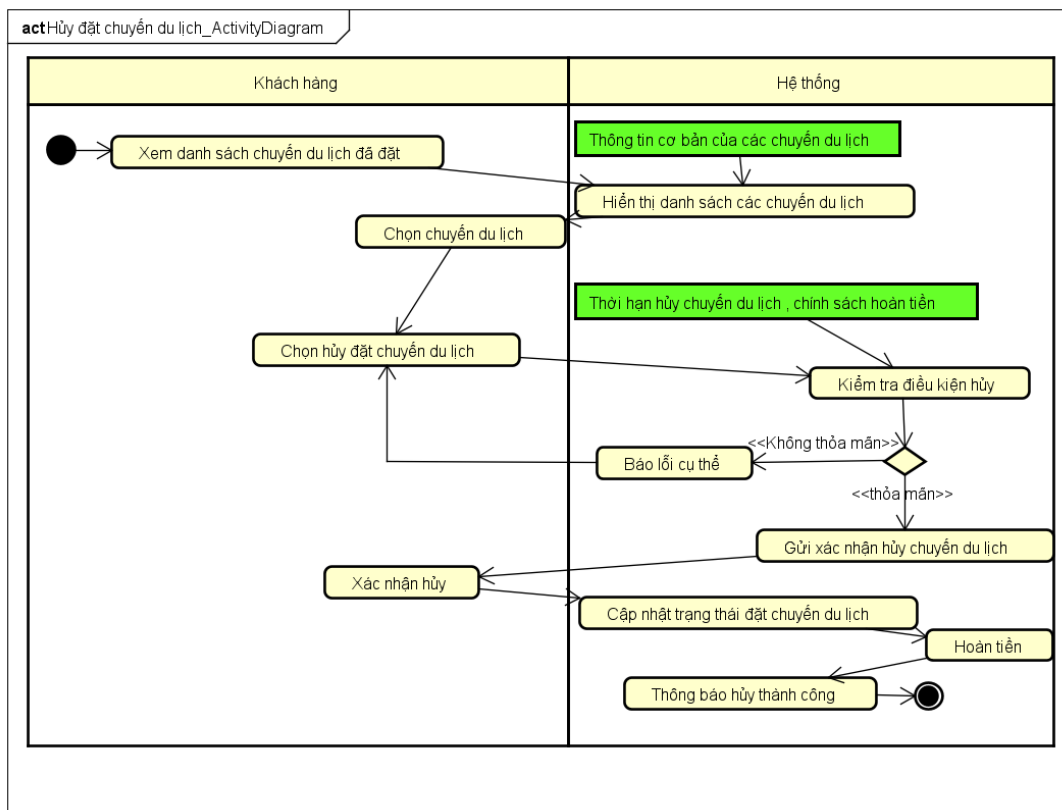 act Hủy đặt chuyến du lịch_ActivityDiagram
Khách hàng
Hệ thống
Thông tin cơ bản của các chuyến du lịch
Xem danh sách chuyến du lịch đã đặt
Hiển thị danh sách các chuyến du lịch
Chọn chuyến du lịch
Thời hạn hủy chuyến du lịch , chính sách hoàn tiền
Chọn hủy đặt chuyến du lịch
Kiểm tra điều kiện hủy
<<Không thỏa mãn>>
Báo lỗi cụ thể
<<thỏa mãn>>
Gửi xác nhận hủy chuyến du lịch
Xác nhận hủy
Cập nhật trạng thái đặt chuyến du lịch
Hoàn tiền
Thông báo hủy thành công